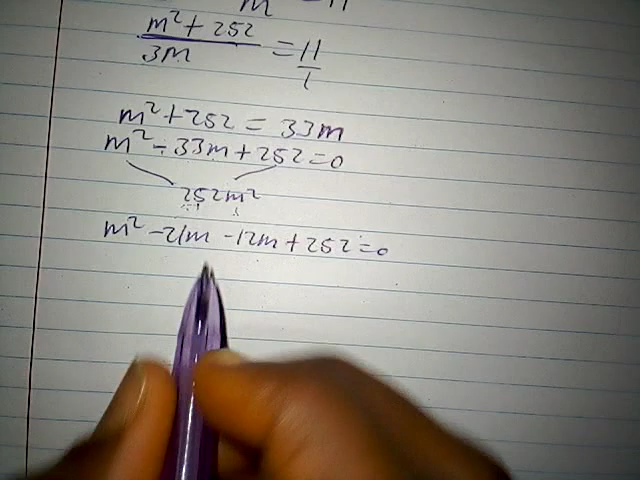 m² + 252 / 3m = 11/1
m² + 252 = 33m
m² - 33m + 252 = 0
252m²
m² - 21m - 12m + 252 = 0